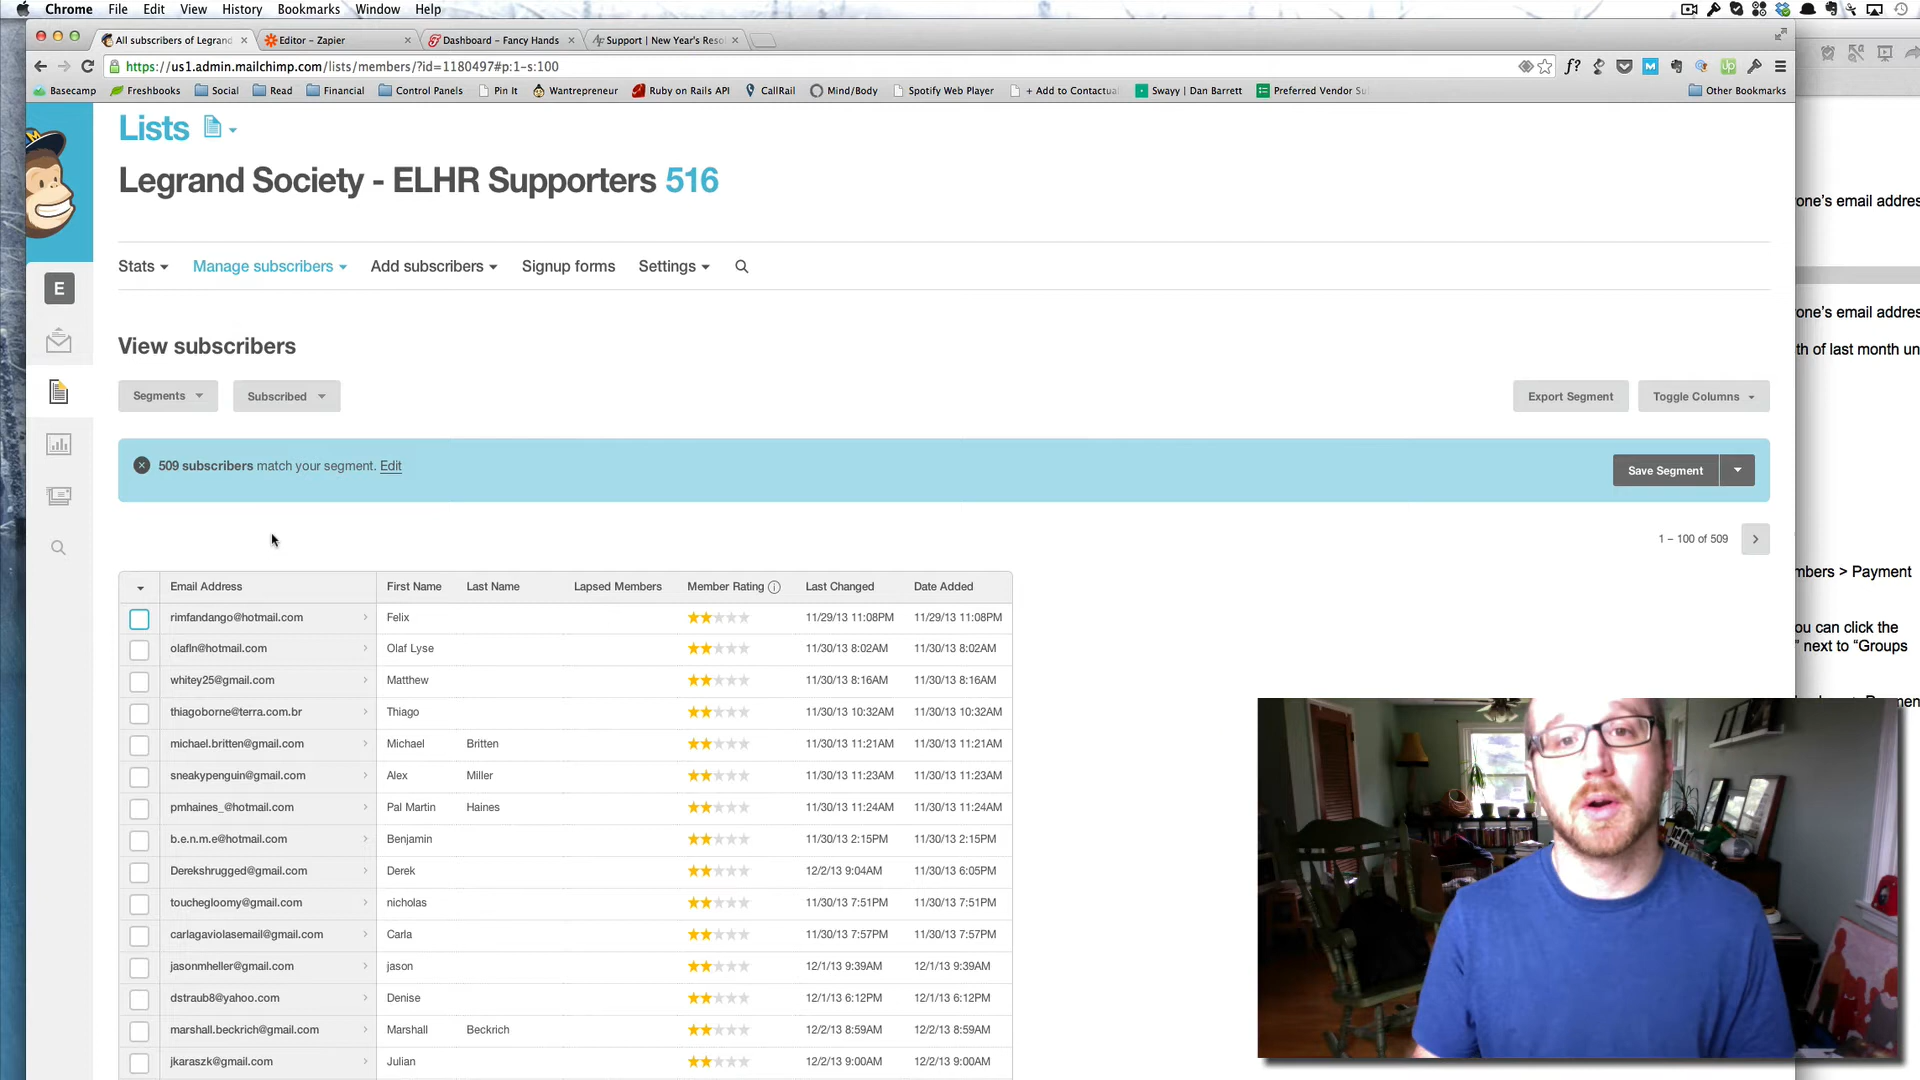 Chrome File Edit View History Bookmarks Window Help
All subscribers of Legrand
Editor - Zapier
Dashboard - Fancy Hands
Support | New Year's Reso
https://us1.admin.mailchimp.com/lists/members/?id=1180497#p:1-s:100
Basecamp Freshbooks Social Read Financial Control Panels Pin It Wantrepreneur Ruby on Rails API CallRail Mind/Body Spotify Web Player + Add to Contactua Swayy | Dan Barrett Preferred Vendor Su Other Bookmarks
Lists
Legrand Society - ELHR Supporters 516
Stats Manage subscribers Add subscribers Signup forms Settings
E
View subscribers
Segments Subscribed Export Segment Toggle Columns
509 subscribers match your segment. Edit Save Segment
1 – 100 of 509
Email Address First Name Last Name Lapsed Members Member Rating Last Changed Date Added
rimfandango@hotmail.com Felix 11/29/13 11:08PM 11/29/13 11:08PM
olafln@hotmail.com Olaf Lyse 11/30/13 8:02AM 11/30/13 8:02AM
whitey25@gmail.com Matthew 11/30/13 8:16AM 11/30/13 8:16AM
thiagoborne@terra.com.br Thiago 11/30/13 10:32AM 11/30/13 10:32AM
michael.britten@gmail.com Michael Britten 11/30/13 11:21AM 11/30/13 11:21AM
sneakypenguin@gmail.com Alex Miller 11/30/13 11:23AM 11/30/13 11:23AM
pmhaines_@hotmail.com Pal Martin Haines 11/30/13 11:24AM 11/30/13 11:24AM
b.e.n.m.e@hotmail.com Benjamin 11/30/13 2:15PM 11/30/13 2:15PM
Derekshrugged@gmail.com Derek 12/2/13 9:04AM 11/30/13 6:05PM
touchegloomy@gmail.com nicholas 11/30/13 7:51PM 11/30/13 7:51PM
carlagaviolasemail@gmail.com Carla 11/30/13 7:57PM 11/30/13 7:57PM
jasonmheller@gmail.com jason 12/1/13 9:39AM 12/1/13 9:39AM
dstraub8@yahoo.com Denise 12/1/13 6:12PM 12/1/13 6:12PM
marshall.beckrich@gmail.com Marshall Beckrich 12/2/13 8:59AM 12/2/13 8:59AM
jkaraszk@gmail.com Julian 12/2/13 9:00AM 12/2/13 9:00AM
one's email addres
one's email addres
th of last month un
mbers > Payment
ou can click the
" next to "Groups